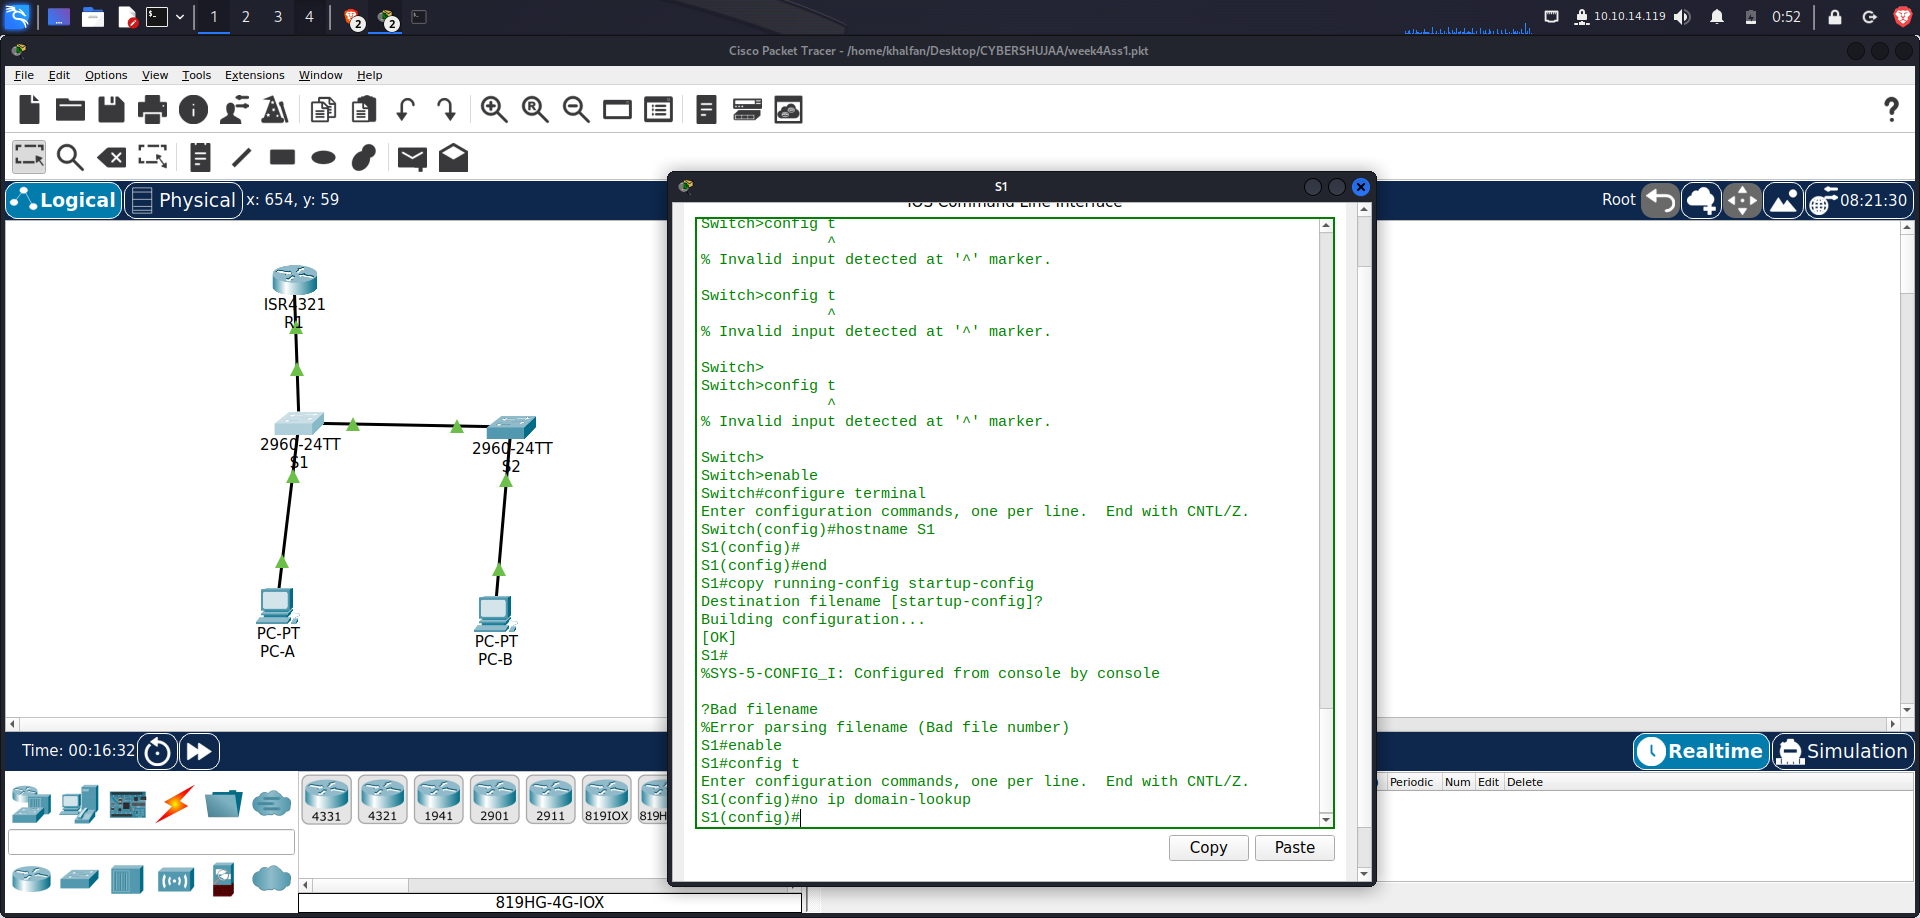 1
2
3
4
2
2
10.10.14.119
0:52
Cisco Packet Tracer - /home/khalfan/Desktop/CYBERSHUJAA/week4Ass1.pkt
File Edit Options View Tools Extensions Window Help
Logical
Physical
x: 654, y: 59
Root
08:21:30
ISR4321
R1
2960-24TT
S1
2960-24TT
S2
PC-PT
PC-A
PC-PT
PC-B
S1
IOS Command Line Interface
Switch>config t
^
% Invalid input detected at '^' marker.
Switch>config t
^
% Invalid input detected at '^' marker.
Switch>
Switch>config t
^
% Invalid input detected at '^' marker.
Switch>
Switch>enable
Switch#configure terminal
Enter configuration commands, one per line.  End with CNTL/Z.
Switch(config)#hostname S1
S1(config)#
S1(config)#end
S1#copy running-config startup-config
Destination filename [startup-config]?
Building configuration...
[OK]
S1#
%SYS-5-CONFIG_I: Configured from console by console
?Bad filename
%Error parsing filename (Bad file number)
S1#enable
S1#config t
Enter configuration commands, one per line.  End with CNTL/Z.
S1(config)#no ip domain-lookup
S1(config)#
Copy
Paste
Time: 00:16:32
Realtime
Simulation
Periodic Num Edit Delete
4331
4321
1941
2901
2911
819IOX
819HG-4G-IOX